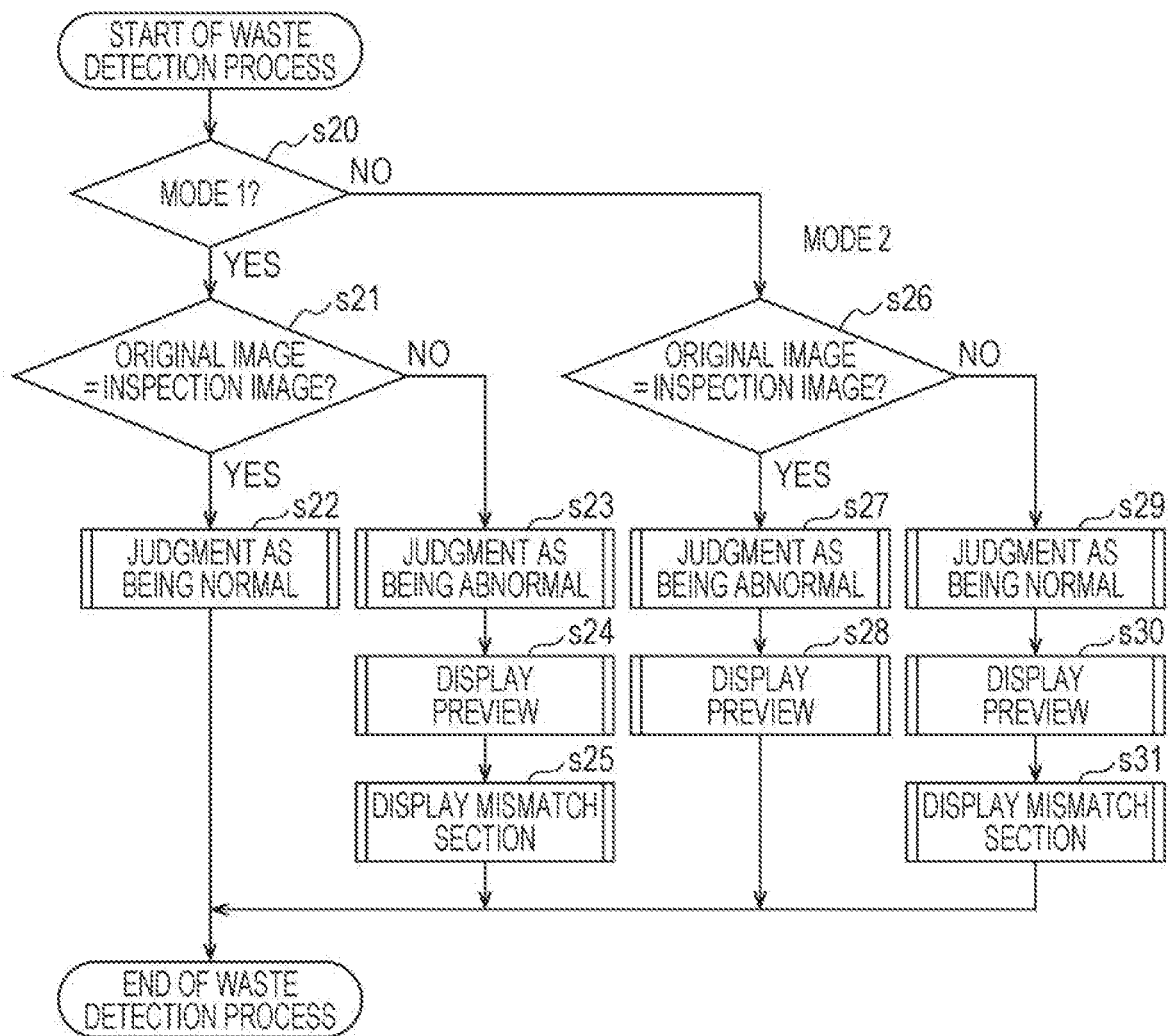 START OF WASTE
DETECTION PROCESS
s20
MODE 1?
NO
YES
MODE 2
s21
ORIGINAL IMAGE
= INSPECTION IMAGE?
NO
YES
s26
ORIGINAL IMAGE
= INSPECTION IMAGE?
NO
YES
s22
JUDGMENT AS
BEING NORMAL
s23
JUDGMENT AS
BEING ABNORMAL
s27
JUDGMENT AS
BEING ABNORMAL
s29
JUDGMENT AS
BEING NORMAL
s24
DISPLAY
PREVIEW
s28
DISPLAY
PREVIEW
s30
DISPLAY
PREVIEW
s25
DISPLAY MISMATCH
SECTION
s31
DISPLAY MISMATCH
SECTION
END OF WASTE
DETECTION PROCESS